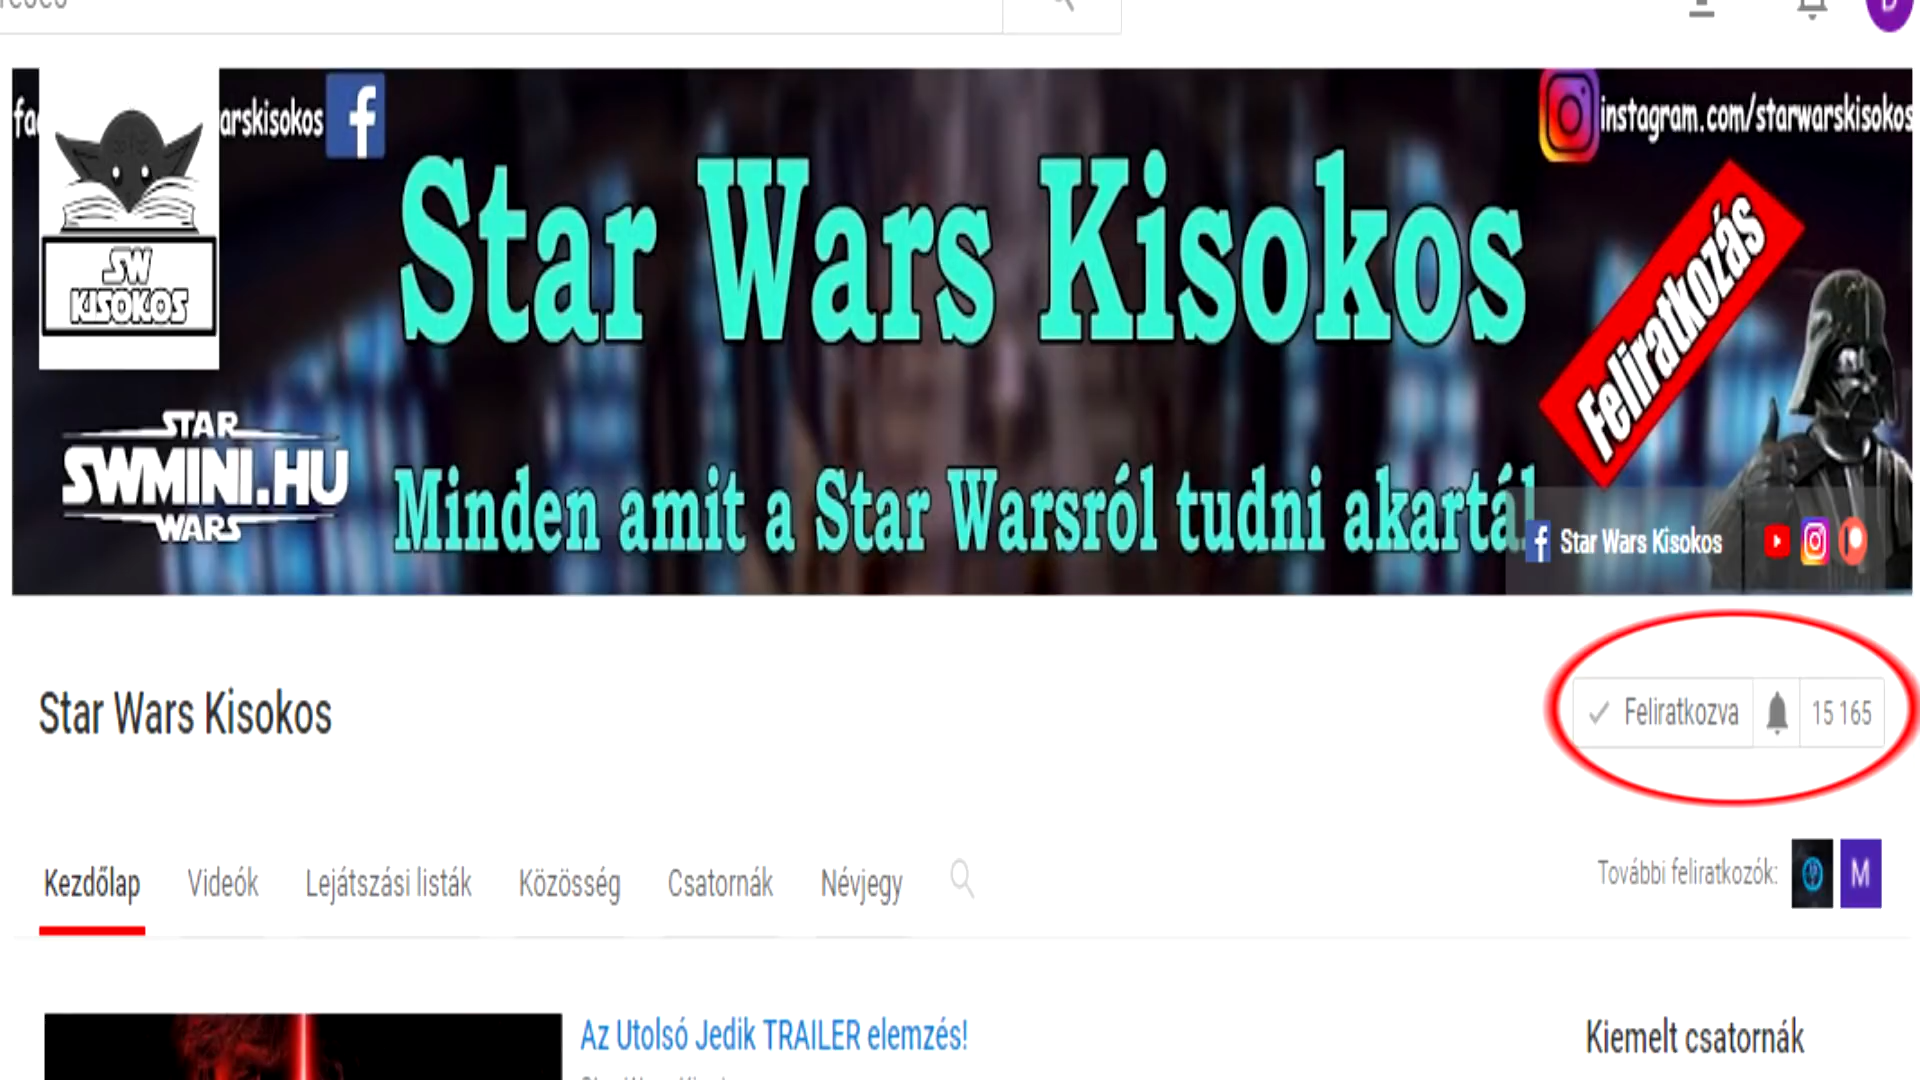 arskisokos
instagram.com/starwarskisokos
Star Wars Kisokos
Feliratkozás
SW
KISOKOS
STAR
SWMINI.HU
WARS
Minden amit a Star Warsról tudni akartál
Star Wars Kisokos
Star Wars Kisokos
Feliratkozva
15 165
Kezdőlap Videók Lejátszási listák Közösség Csatornák Névjegy
További feliratkozók:
M
Az Utolsó Jedik TRAILER elemzés!
Kiemelt csatornák